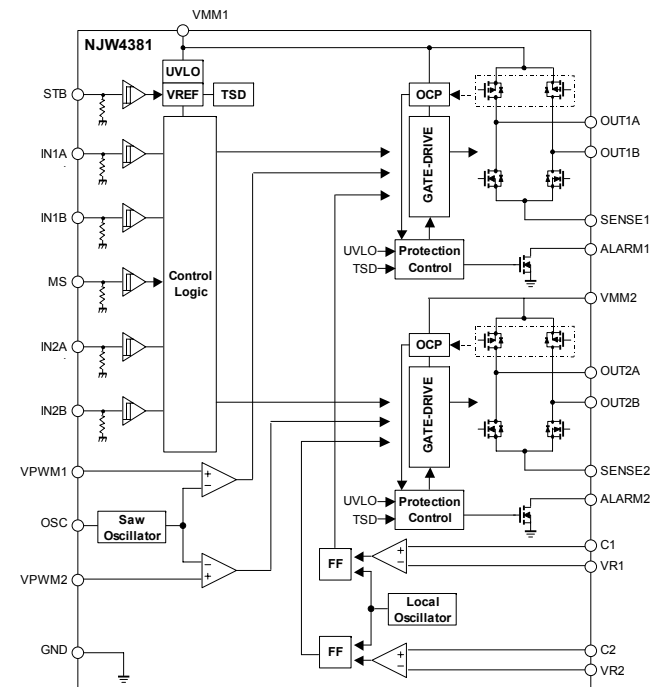 VMM1
NJW4381
UVLO
VREF
TSD
STB
IN1A
IN1B
MS
IN2A
IN2B
Control
Logic
OCP
GATE-DRIVE
UVLO
TSD
Protection
Control
OUT1A
OUT1B
SENSE1
ALARM1
VMM2
OCP
GATE-DRIVE
UVLO
TSD
Protection
Control
OUT2A
OUT2B
SENSE2
ALARM2
VPWM1
+
−
OSC
Saw
Oscillator
−
+
VPWM2
GND
FF
+
−
C1
VR1
Local
Oscillator
FF
+
−
C2
VR2